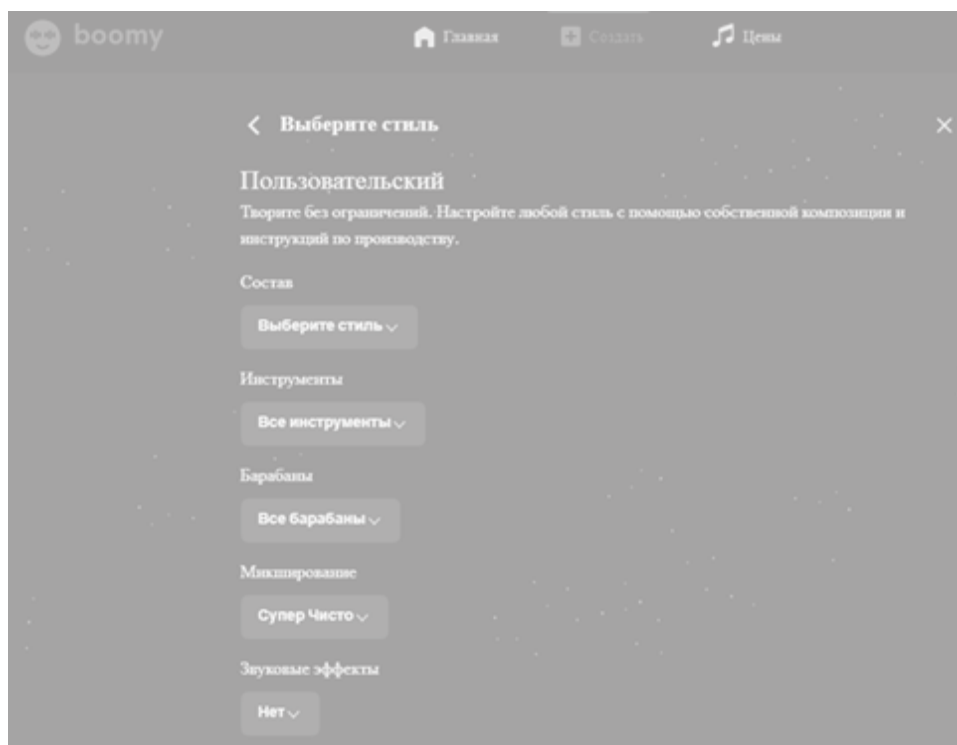 boomy
Главная
Создать
Цены
Выберите стиль
Пользовательский
Творите без ограничений. Настройте любой стиль с помощью собственной композиции и
инструкций по производству.
Состав
Выберите стиль
Инструменты
Все инструменты
Барабаны
Все барабаны
Микширование
Супер Чисто
Звуковые эффекты
Нет